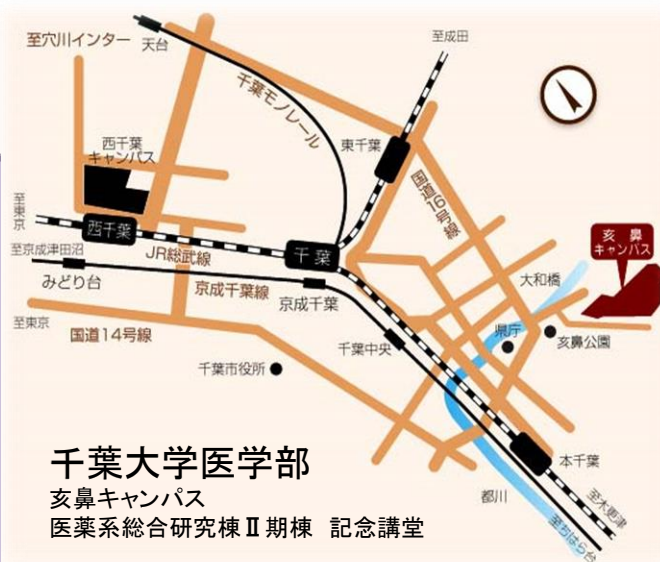 至穴川インター
天台
至成田
千葉モノレール
東千葉
西千葉
キャンパス
国道16号線
至東京
西千葉
千葉
亥鼻
キャンパス
JR総武線
至京成津田沼
みどり台
京成千葉線
京成千葉
大和橋
至東京
国道14号線
千葉中央
県庁
亥鼻公園
千葉市役所
本千葉
都川
至木更津
至ちはら台
千葉大学医学部
亥鼻キャンパス
医薬系総合研究棟Ⅱ期棟 記念講堂